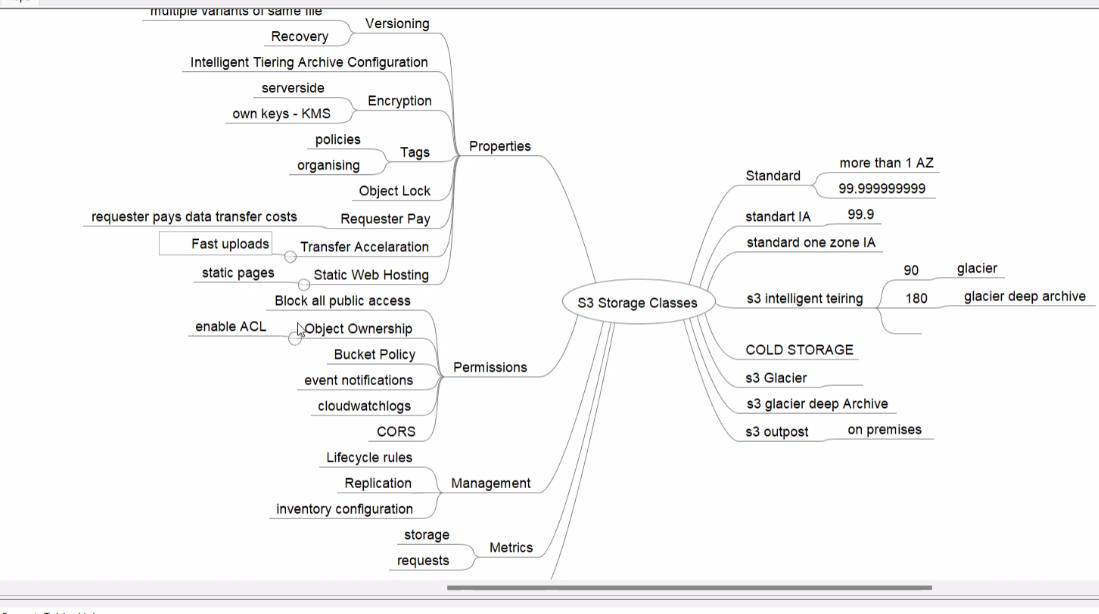 multiple variants of same file
Versioning
Recovery
Intelligent Tiering Archive Configuration
serverside
Encryption
own keys - KMS
policies
Tags
organising
Properties
Object Lock
requester pays data transfer costs
Requester Pay
Fast uploads
Transfer Accelaration
static pages
Static Web Hosting
Block all public access
enable ACL
Object Ownership
Bucket Policy
Permissions
event notifications
cloudwatchlogs
CORS
Lifecycle rules
Replication
Management
inventory configuration
storage
Metrics
requests
S3 Storage Classes
Standard
more than 1 AZ
99.999999999
standart IA
99.9
standard one zone IA
s3 intelligent teiring
90
glacier
180
glacier deep archive
COLD STORAGE
s3 Glacier
s3 glacier deep Archive
s3 outpost
on premises